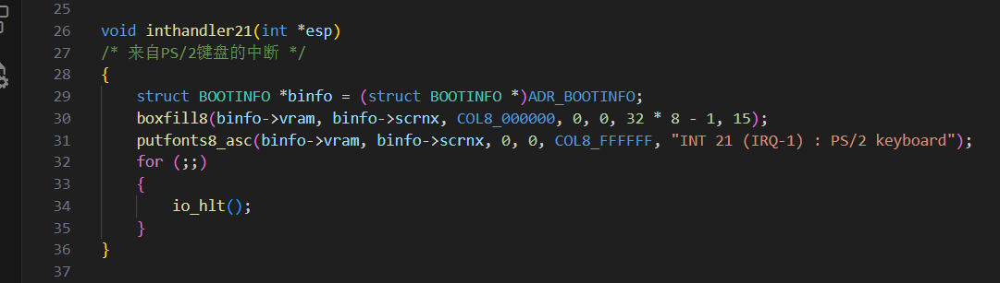 25
26 void inthandler21(int *esp)
27 /* 来自PS/2键盘的中断 */
28 {
29 struct BOOTINFO *binfo = (struct BOOTINFO *)ADR_BOOTINFO;
30 boxfill8(binfo->vram, binfo->scrnx, COL8_000000, 0, 0, 32 * 8 - 1, 15);
31 putfonts8_asc(binfo->vram, binfo->scrnx, 0, 0, COL8_FFFFFF, "INT 21 (IRQ-1) : PS/2 keyboard");
32 for (;;)
33 {
34 io_hlt();
35 }
36 }
37